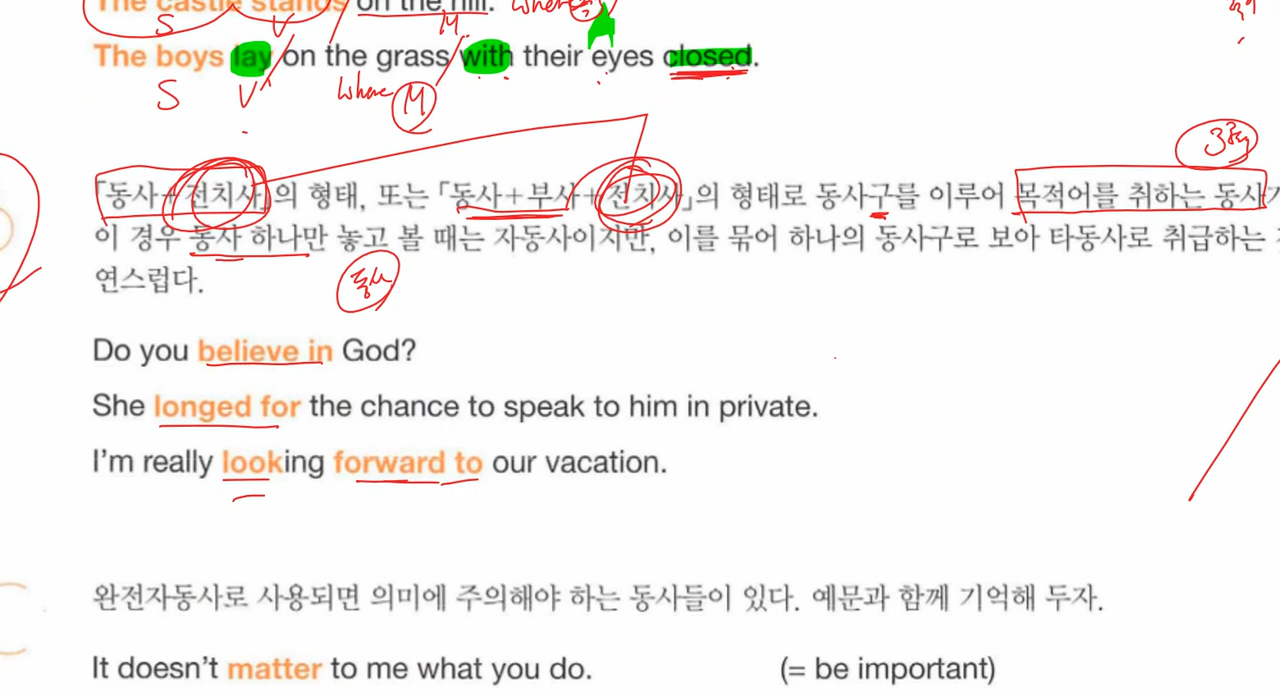 The castle stands on the hill. where
S V M
The boys lay on the grass with their eyes closed.
S V where M
3형
「동사+전치사」의 형태, 또는 「동사+부사+전치사」의 형태로 동사구를 이루어 목적어를 취하는 동사
이 경우 동사 하나만 놓고 볼 때는 자동사이지만, 이를 묶어 하나의 동사구로 보아 타동사로 취급하는
연스럽다.
동사
Do you believe in God?
She longed for the chance to speak to him in private.
I'm really looking forward to our vacation.
완전자동사로 사용되면 의미에 주의해야 하는 동사들이 있다. 예문과 함께 기억해 두자.
It doesn't matter to me what you do. (= be important)